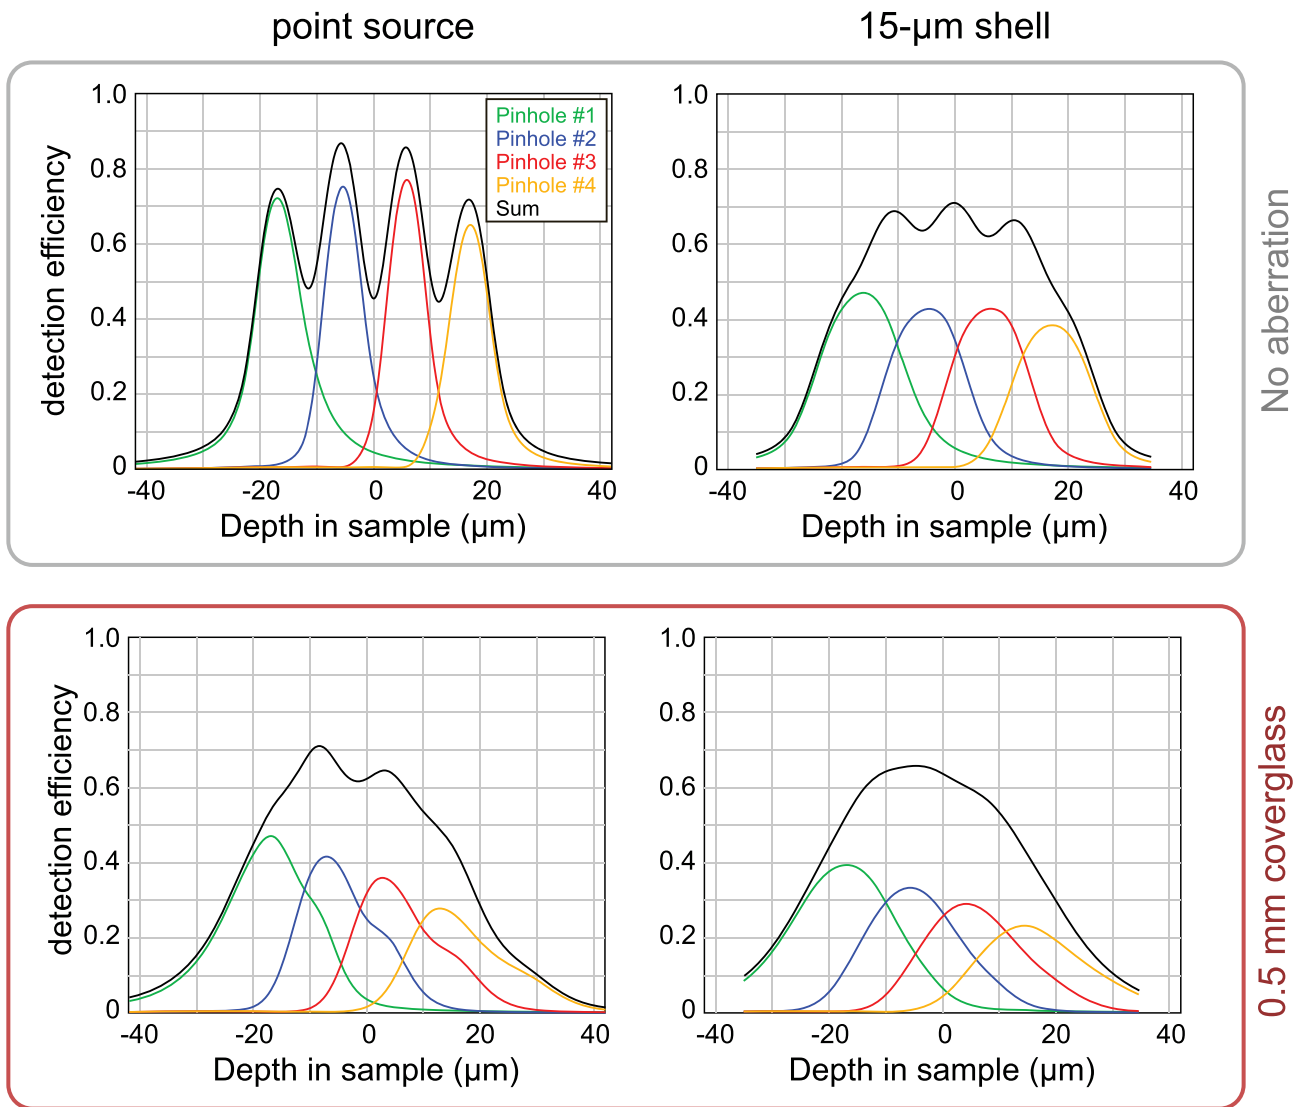 point source
15-µm shell
1.0
0.8
0.6
0.4
0.2
0
detection efficiency
Pinhole #1
Pinhole #2
Pinhole #3
Pinhole #4
Sum
-40 -20 0 20 40
Depth in sample (µm)
1.0
0.8
0.6
0.4
0.2
0
-40 -20 0 20 40
Depth in sample (µm)
No aberration
1.0
0.8
0.6
0.4
0.2
0
detection efficiency
-40 -20 0 20 40
Depth in sample (µm)
1.0
0.8
0.6
0.4
0.2
0
-40 -20 0 20 40
Depth in sample (µm)
0.5 mm coverglass